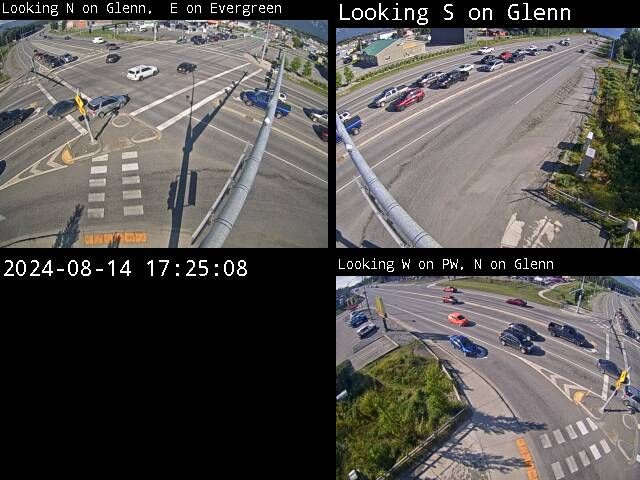 Looking N on Glenn, E on Evergreen
Looking S on Glenn
2024-08-14 17:25:08
Looking W on PW, N on Glenn